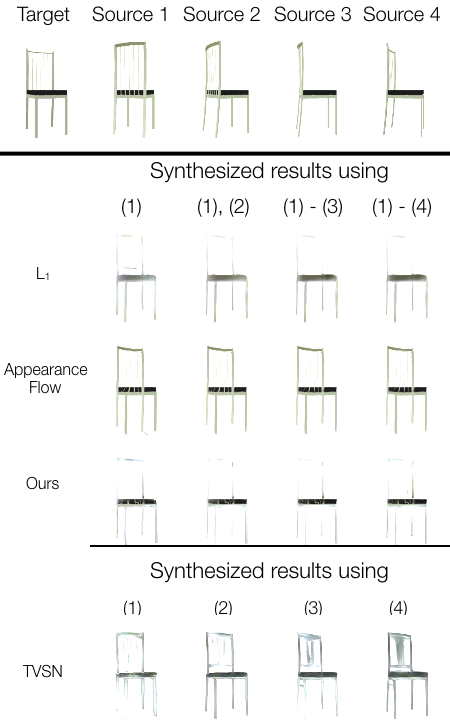 Target Source 1 Source 2 Source 3 Source 4
Synthesized results using
(1) (1), (2) (1) - (3) (1) - (4)
L₁
Appearance
Flow
Ours
Synthesized results using
(1) (2) (3) (4)
TVSN